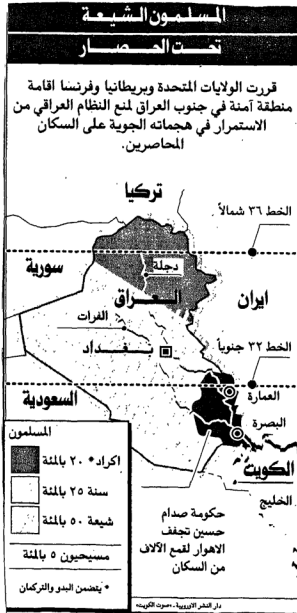 المسلمون الشيعة
تحت الحصار
قررت الولايات المتحدة وبريطانيا وفرنسا اقامة
منطقة آمنة في جنوب العراق لمنع النظام العراقي من
الاستمرار في هجماته الجوية على السكان
المحاصرين.
تركيا
الخط ٣٦ شمالاً
سورية
دجلة
ايران
العراق
الفرات
بغداد
الخط ٣٢ جنوباً
العمارة
السعودية
البصرة
الكويت
الخليج
المسلمون
اكراد* ٢٠ بالمئة
سنة ٢٥ بالمئة
شيعة ٥٠ بالمئة
مسيحيون ٥ بالمئة
* يتضمن البدو والتركمان
حكومة صدام
حسين تجفف
الاهوار لقمع الآلاف
من السكان
دار النشر الاوروبية - «صوت الكويت»